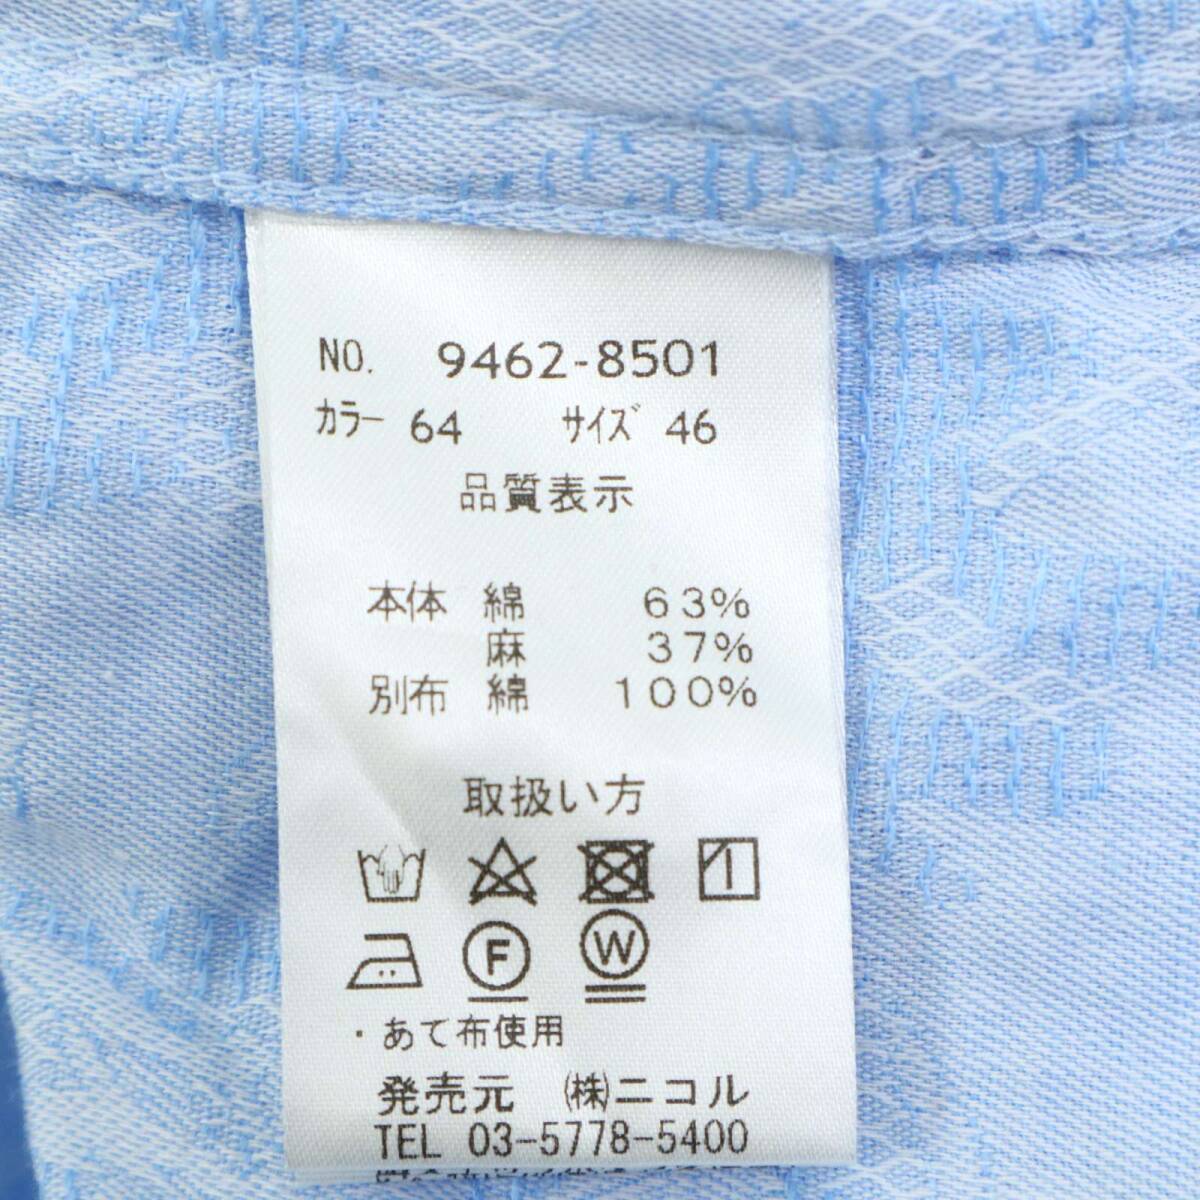 NO. 9462-8501
カラー 64 サイズ 46
品質表示
本体 綿 63%
麻 37%
別布 綿 100%
取扱い方
F W
・あて布使用
発売元 ㈱ニコル
TEL 03-5778-5400